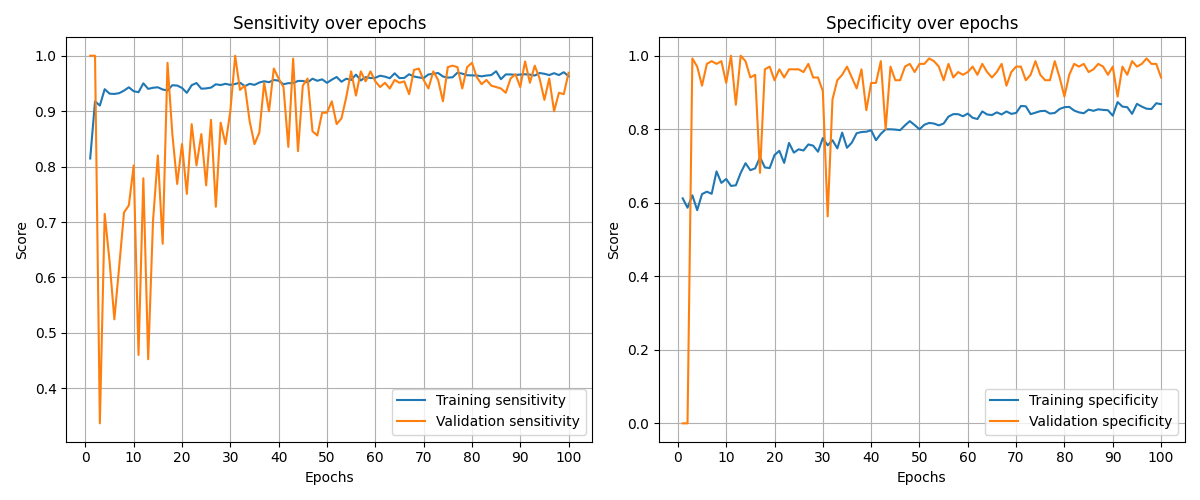 Sensitivity over epochs
Score
1.0
0.9
0.8
0.7
0.6
0.5
0.4
0 10 20 30 40 50 60 70 80 90 100
Epochs
Training sensitivity
Validation sensitivity
Specificity over epochs
Score
1.0
0.8
0.6
0.4
0.2
0.0
0 10 20 30 40 50 60 70 80 90 100
Epochs
Training specificity
Validation specificity